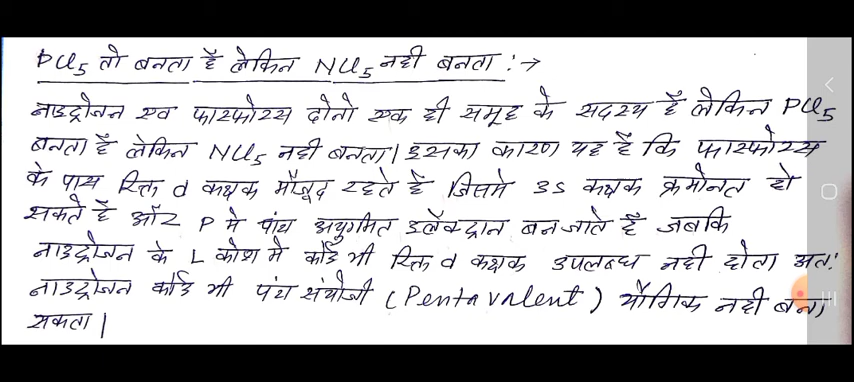 PCl5 तो बनता है लेकिन NCl5 नही बनता :→
नाइट्रोजन एव फास्फोरस दोनो एक ही समूह के सदस्य है लेकिन PCl5
बनता है लेकिन NCl5 नही बनता। इसका कारण यह है कि फास्फोरस
के पास रिक्त d कक्षक मौजूद रहते है जिसमे 3s कक्षक क्रमोनत हो
सकते है और P मे पांच अयुगमित इलैक्ट्रान बन जाते है जबकि
नाइट्रोजन के L कोश मे कोई भी रिक्त d कक्षक उपलब्ध नही होता अतः
नाइट्रोजन कोई भी पंच संयोजी (Pentavalent) यौगिक नही बना
सकता।